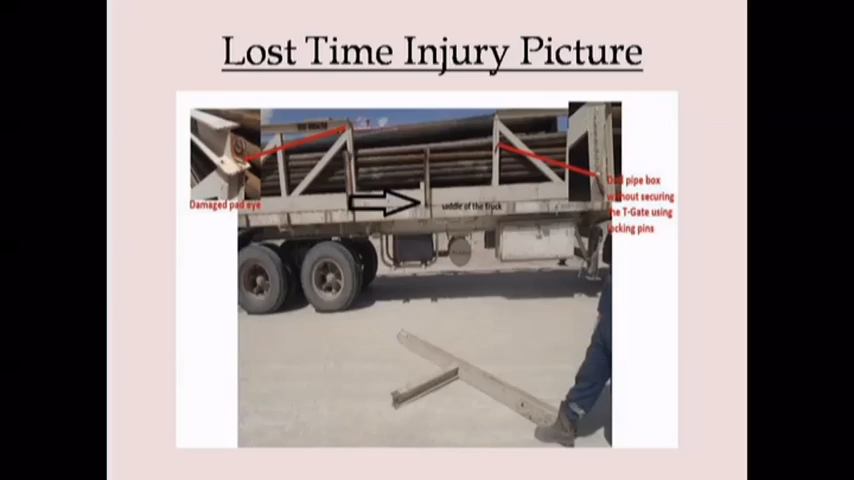 Lost Time Injury Picture
Damaged pad eye
saddle of the truck
pipe box
without securing
the T-Gate using
locking pins